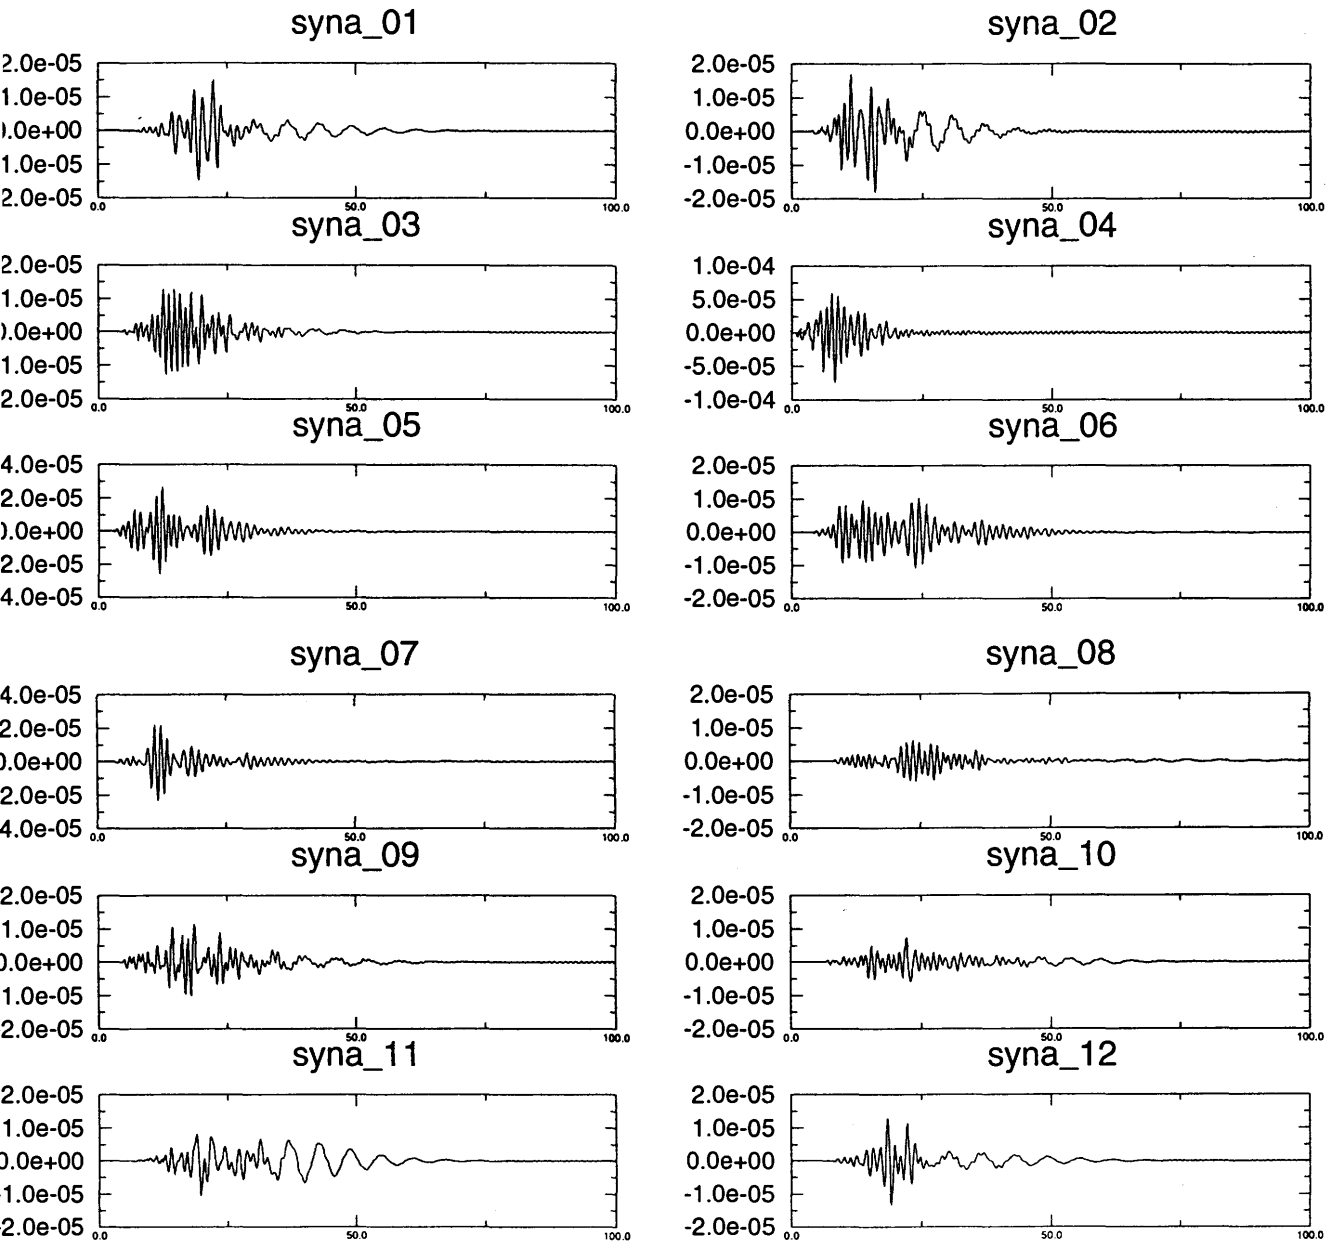 syna_01 syna_02
2.0e-05 2.0e-05
1.0e-05 1.0e-05
0.0e+00 0.0e+00
1.0e-05 -1.0e-05
2.0e-05 -2.0e-05
0.0 50.0 100.0 0.0 50.0 100.0
syna_03 syna_04
2.0e-05 1.0e-04
1.0e-05 5.0e-05
0.0e+00 0.0e+00
1.0e-05 -5.0e-05
2.0e-05 -1.0e-04
0.0 50.0 100.0 0.0 50.0 100.0
syna_05 syna_06
4.0e-05 2.0e-05
2.0e-05 1.0e-05
0.0e+00 0.0e+00
2.0e-05 -1.0e-05
4.0e-05 -2.0e-05
0.0 50.0 100.0 0.0 50.0 100.0
syna_07 syna_08
4.0e-05 2.0e-05
2.0e-05 1.0e-05
0.0e+00 0.0e+00
2.0e-05 -1.0e-05
4.0e-05 -2.0e-05
0.0 50.0 100.0 0.0 50.0 100.0
syna_09 syna_10
2.0e-05 2.0e-05
1.0e-05 1.0e-05
0.0e+00 0.0e+00
1.0e-05 -1.0e-05
2.0e-05 -2.0e-05
0.0 50.0 100.0 0.0 50.0 100.0
syna_11 syna_12
2.0e-05 2.0e-05
1.0e-05 1.0e-05
0.0e+00 0.0e+00
-1.0e-05 -1.0e-05
-2.0e-05 -2.0e-05
0.0 50.0 100.0 0.0 50.0 100.0